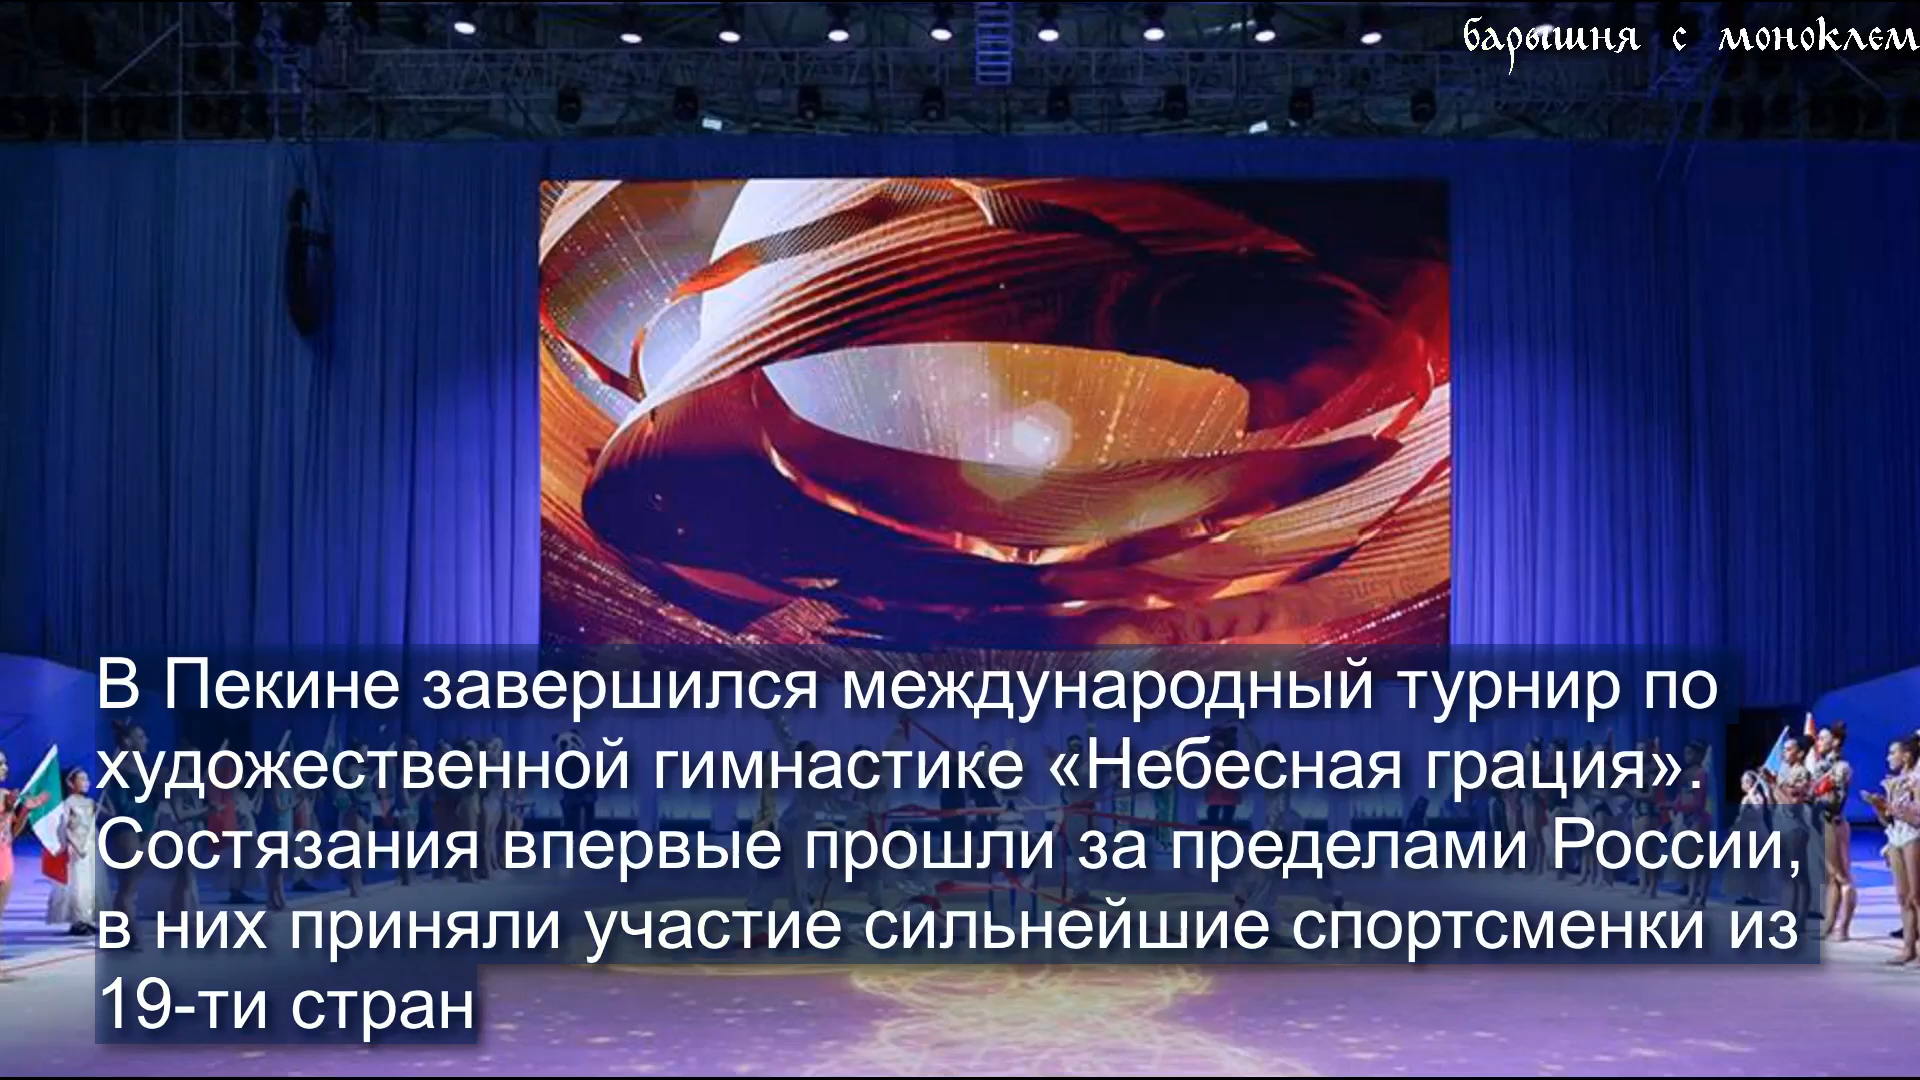 барышня с моноклем
В Пекине завершился международный турнир по
художественной гимнастике «Небесная грация».
Состязания впервые прошли за пределами России,
в них приняли участие сильнейшие спортсменки из
19-ти стран